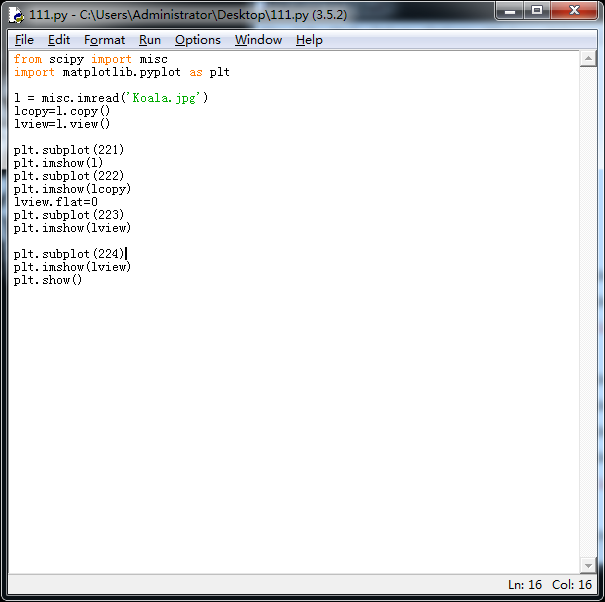 111.py - C:\Users\Administrator\Desktop\111.py (3.5.2)
File Edit Format Run Options Window Help
from scipy import misc
import matplotlib.pyplot as plt
l = misc.imread('Koala.jpg')
lcopy=l.copy()
lview=l.view()
plt.subplot(221)
plt.imshow(l)
plt.subplot(222)
plt.imshow(lcopy)
lview.flat=0
plt.subplot(223)
plt.imshow(lview)
plt.subplot(224)
plt.imshow(lview)
plt.show()
Ln: 16 Col: 16